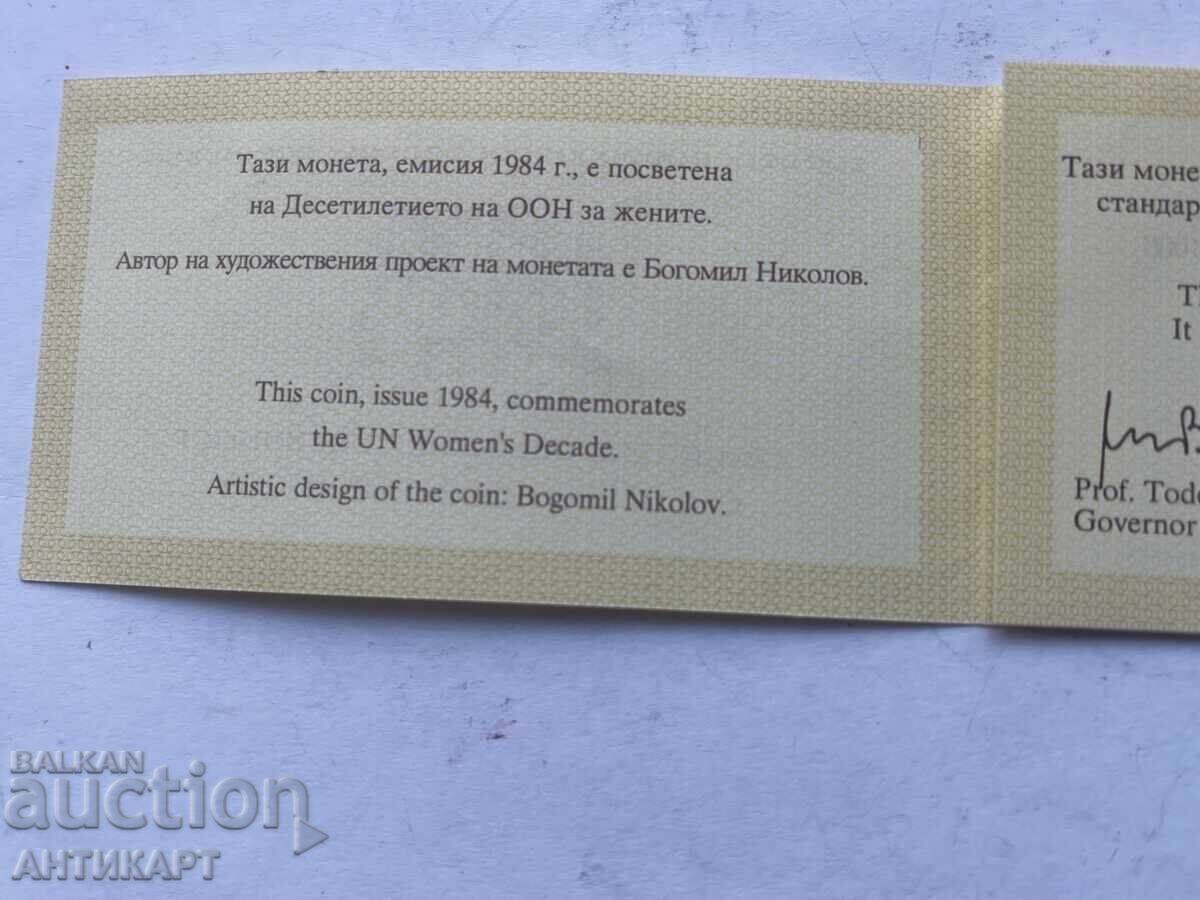 Тази монета, емисия 1984 г., е посветена
на Десетилетието на ООН за жените.
Автор на художествения проект на монетата е Богомил Николов.
This coin, issue 1984, commemorates
the UN Women's Decade.
Artistic design of the coin: Bogomil Nikolov.
Тази моне
стандар
It
Prof. Tod
Governor
BALKAN
auction
АНТИКАРТ